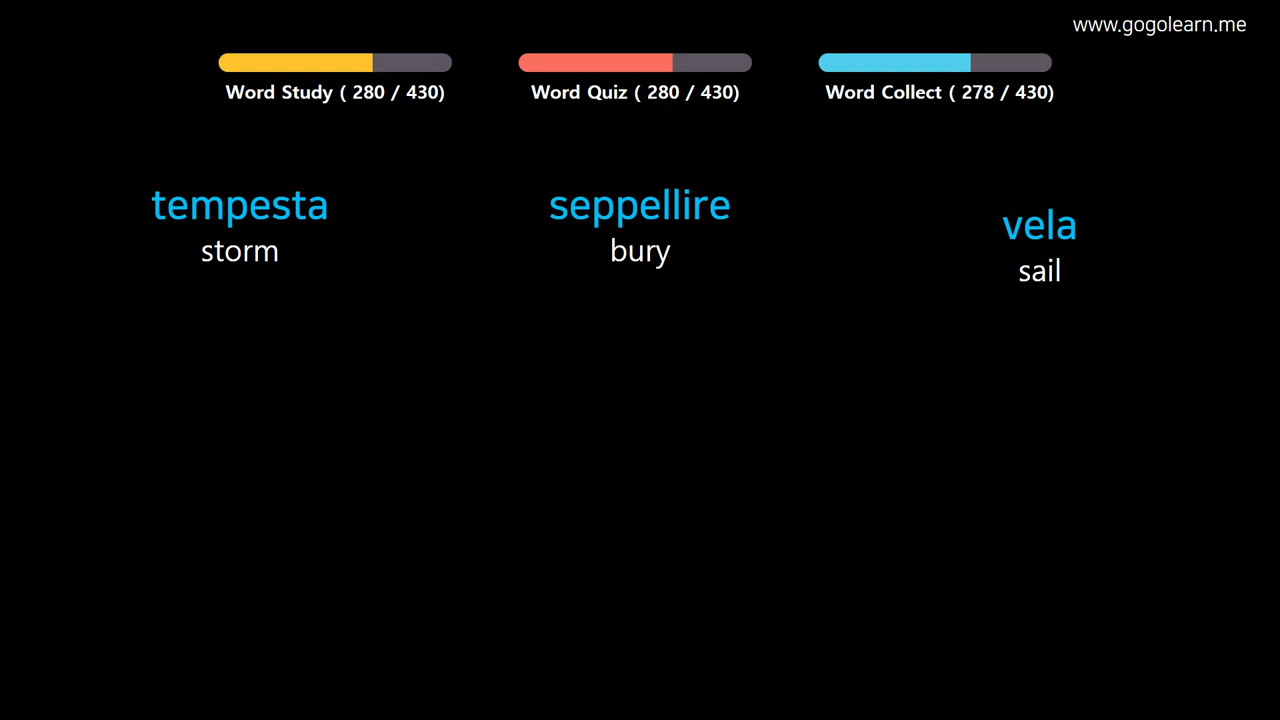 www.gogolearn.me
Word Study ( 280 / 430)
Word Quiz ( 280 / 430)
Word Collect ( 278 / 430)
tempesta
storm
seppellire
bury
vela
sail